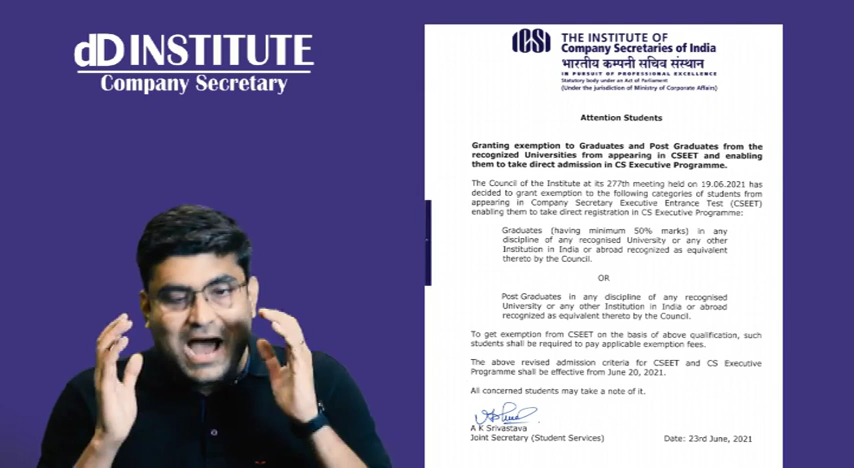 dD INSTITUTE
Company Secretary
ICSI
THE INSTITUTE OF
Company Secretaries of India
भारतीय कम्पनी सचिव संस्थान
IN PURSUIT OF PROFESSIONAL EXCELLENCE
Statutory body under an Act of Parliament
(Under the jurisdiction of Ministry of Corporate Affairs)
Attention Students
Granting exemption to Graduates and Post Graduates from the
recognized Universities from appearing in CSEET and enabling
them to take direct admission in CS Executive Programme.
The Council of the Institute at its 277th meeting held on 19.06.2021 has
decided to grant exemption to the following categories of students from
appearing in Company Secretary Executive Entrance Test (CSEET)
enabling them to take direct registration in CS Executive Programme:
Graduates (having minimum 50% marks) in any
discipline of any recognised University or any other
Institution in India or abroad recognized as equivalent
thereto by the Council.
OR
Post Graduates in any discipline of any recognised
University or any other Institution in India or abroad
recognized as equivalent thereto by the Council.
To get exemption from CSEET on the basis of above qualification, such
students shall be required to pay applicable exemption fees.
The above revised admission criteria for CSEET and CS Executive
Programme shall be effective from June 20, 2021.
All concerned students may take a note of it.
A K Srivastava
Joint Secretary (Student Services) Date: 23rd June, 2021